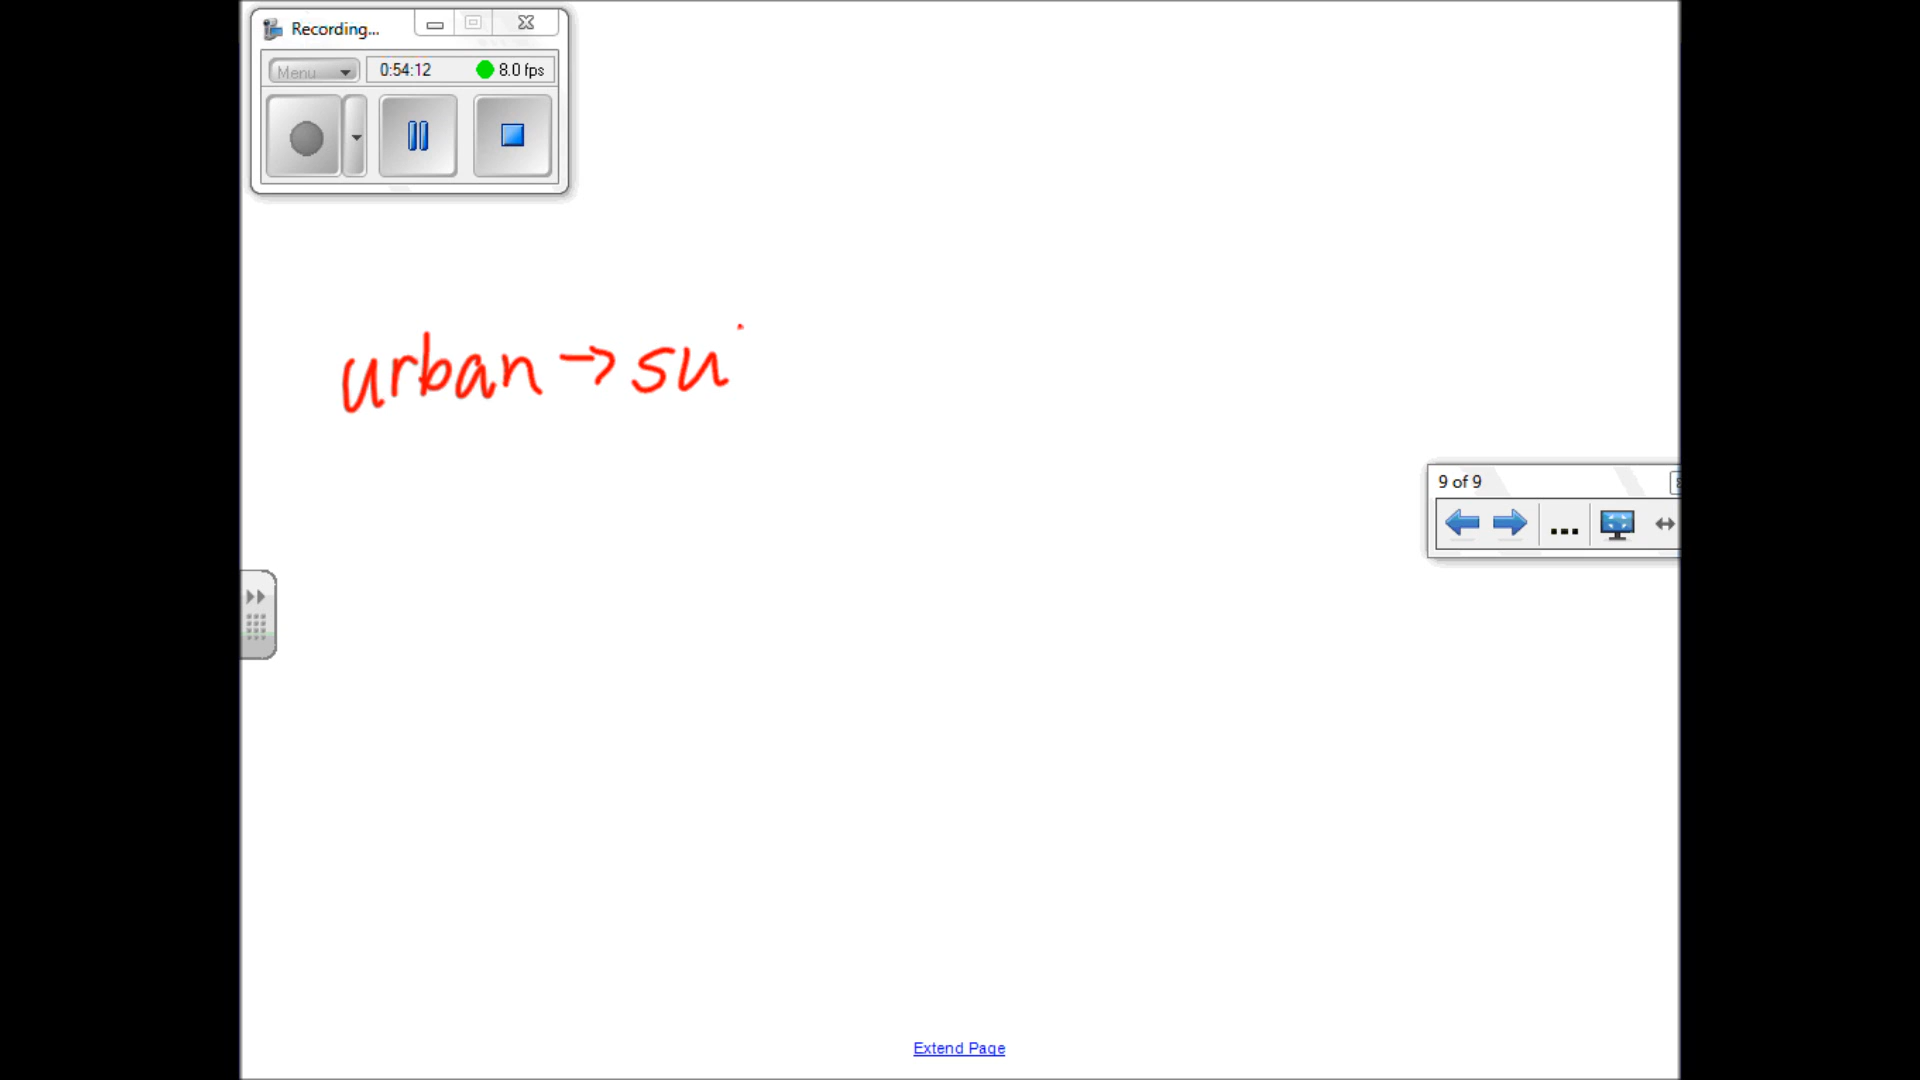 Recording...
Menu
0:54:12
8.0 fps
urban → su
9 of 9
...
Extend Page